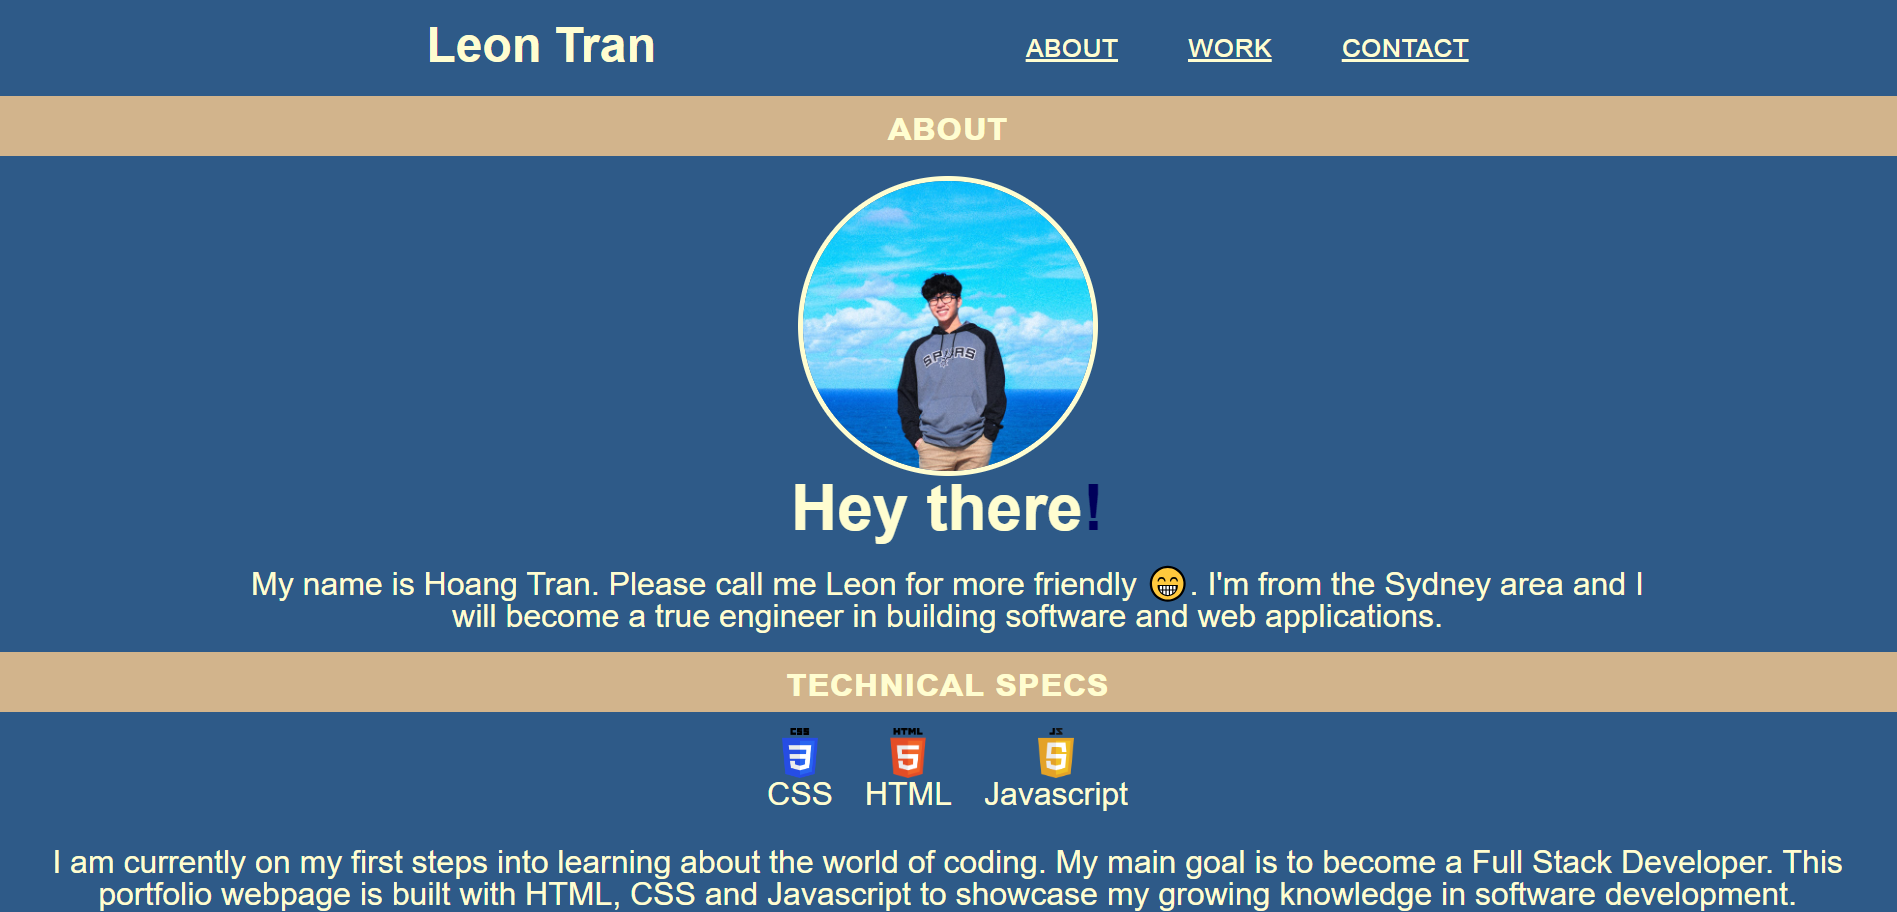 Leon Tran
ABOUT WORK CONTACT
ABOUT
SPURS
Hey there!
My name is Hoang Tran. Please call me Leon for more friendly 😁. I'm from the Sydney area and I
will become a true engineer in building software and web applications.
TECHNICAL SPECS
CSS HTML JS
3 5 5
CSS HTML Javascript
I am currently on my first steps into learning about the world of coding. My main goal is to become a Full Stack Developer. This
portfolio webpage is built with HTML, CSS and Javascript to showcase my growing knowledge in software development.